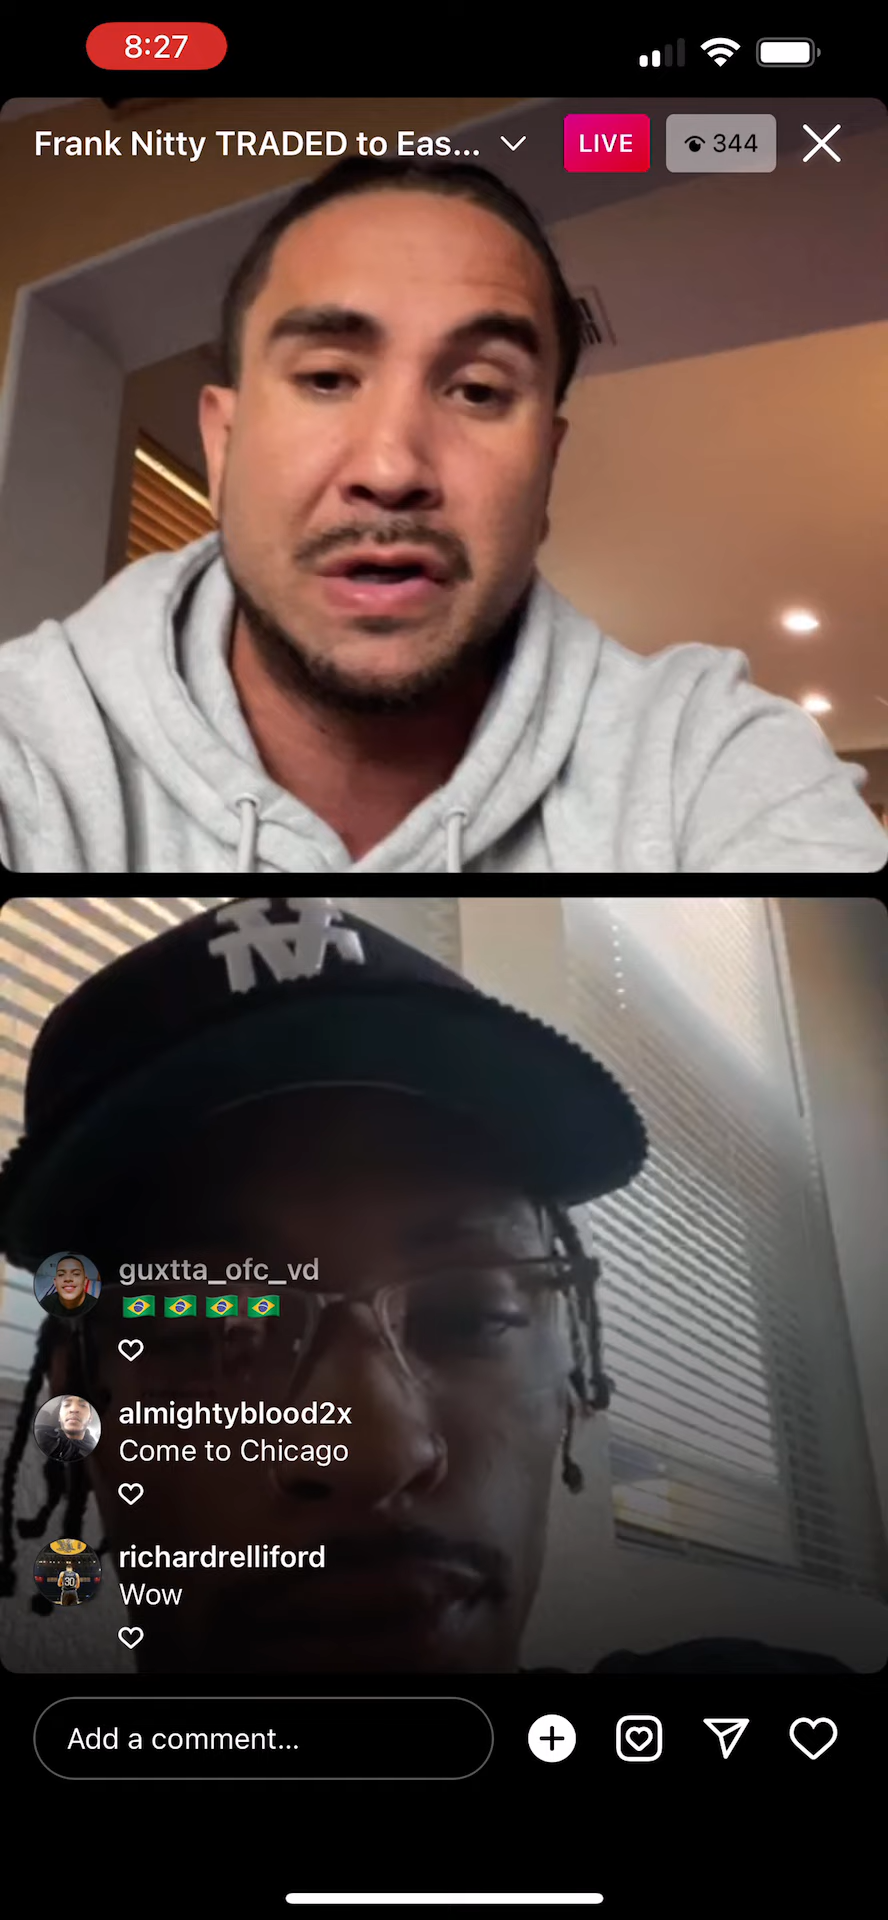 8:27
Frank Nitty TRADED to Eas...
LIVE
344
guxtta_ofc_vd
🇧🇷 🇧🇷 🇧🇷 🇧🇷
almightyblood2x
Come to Chicago
richardrelliford
Wow
Add a comment...